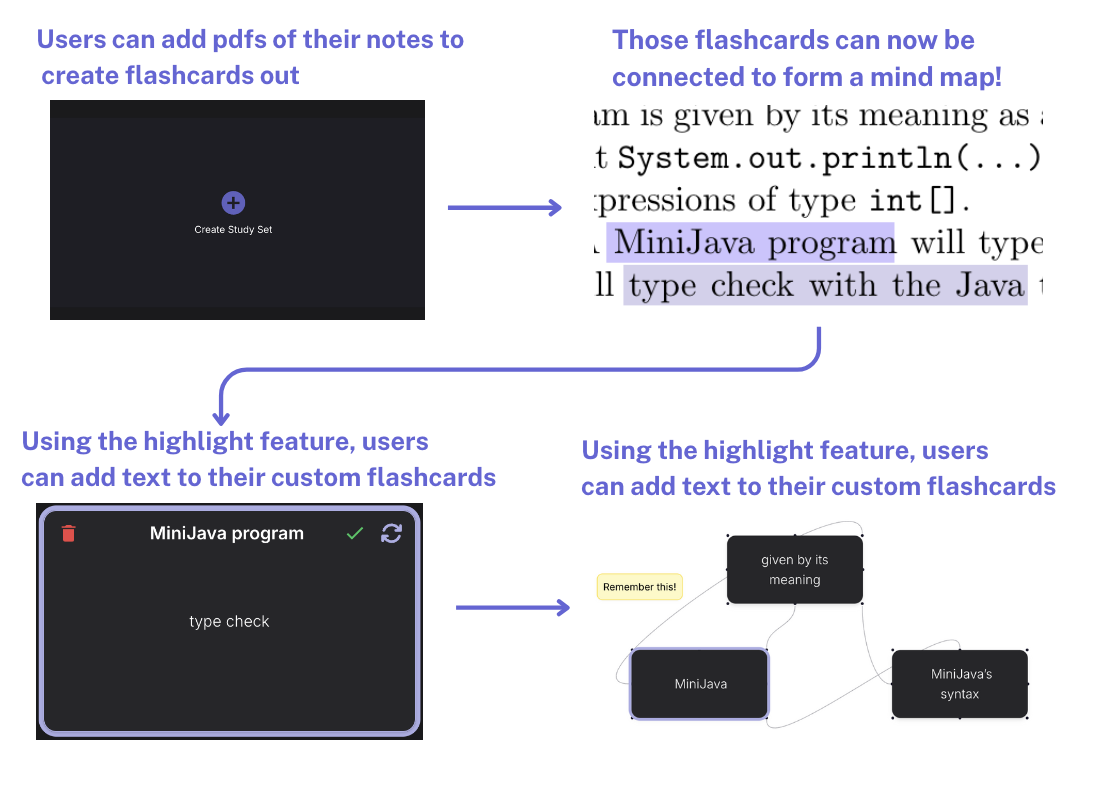 Users can add pdfs of their notes to
create flashcards out
Create Study Set
Those flashcards can now be
connected to form a mind map!
am is given by its meaning as
t System.out.println(...)
xpressions of type int[].
MiniJava program will type
ll type check with the Java
Using the highlight feature, users
can add text to their custom flashcards
MiniJava program
type check
Using the highlight feature, users
can add text to their custom flashcards
given by its
meaning
Remember this!
MiniJava
MiniJava's
syntax